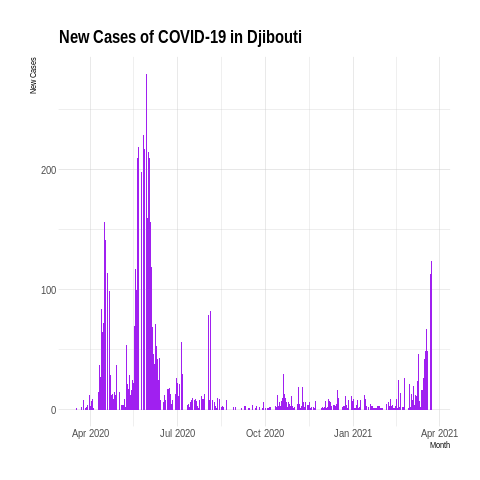 New Cases of COVID-19 in Djibouti
New Cases
200
100
0
Apr 2020 Jul 2020 Oct 2020 Jan 2021 Apr 2021
Month